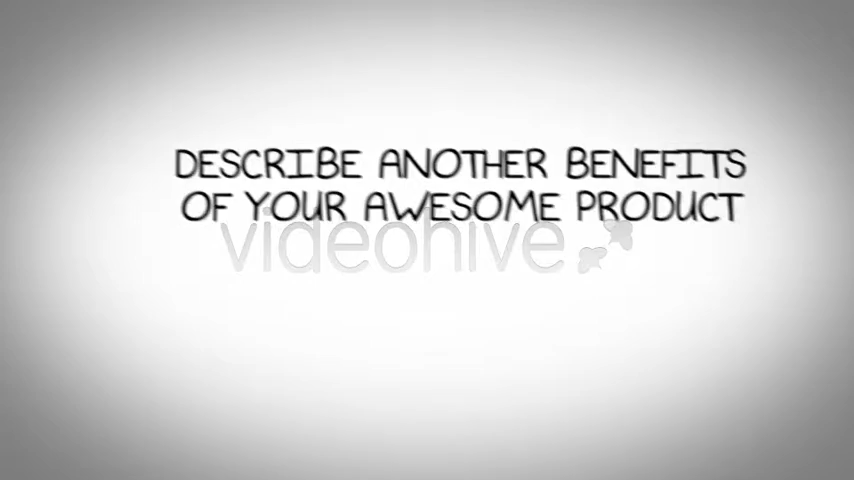 DESCRIBE ANOTHER BENEFITS
OF YOUR AWESOME PRODUCT
videohive